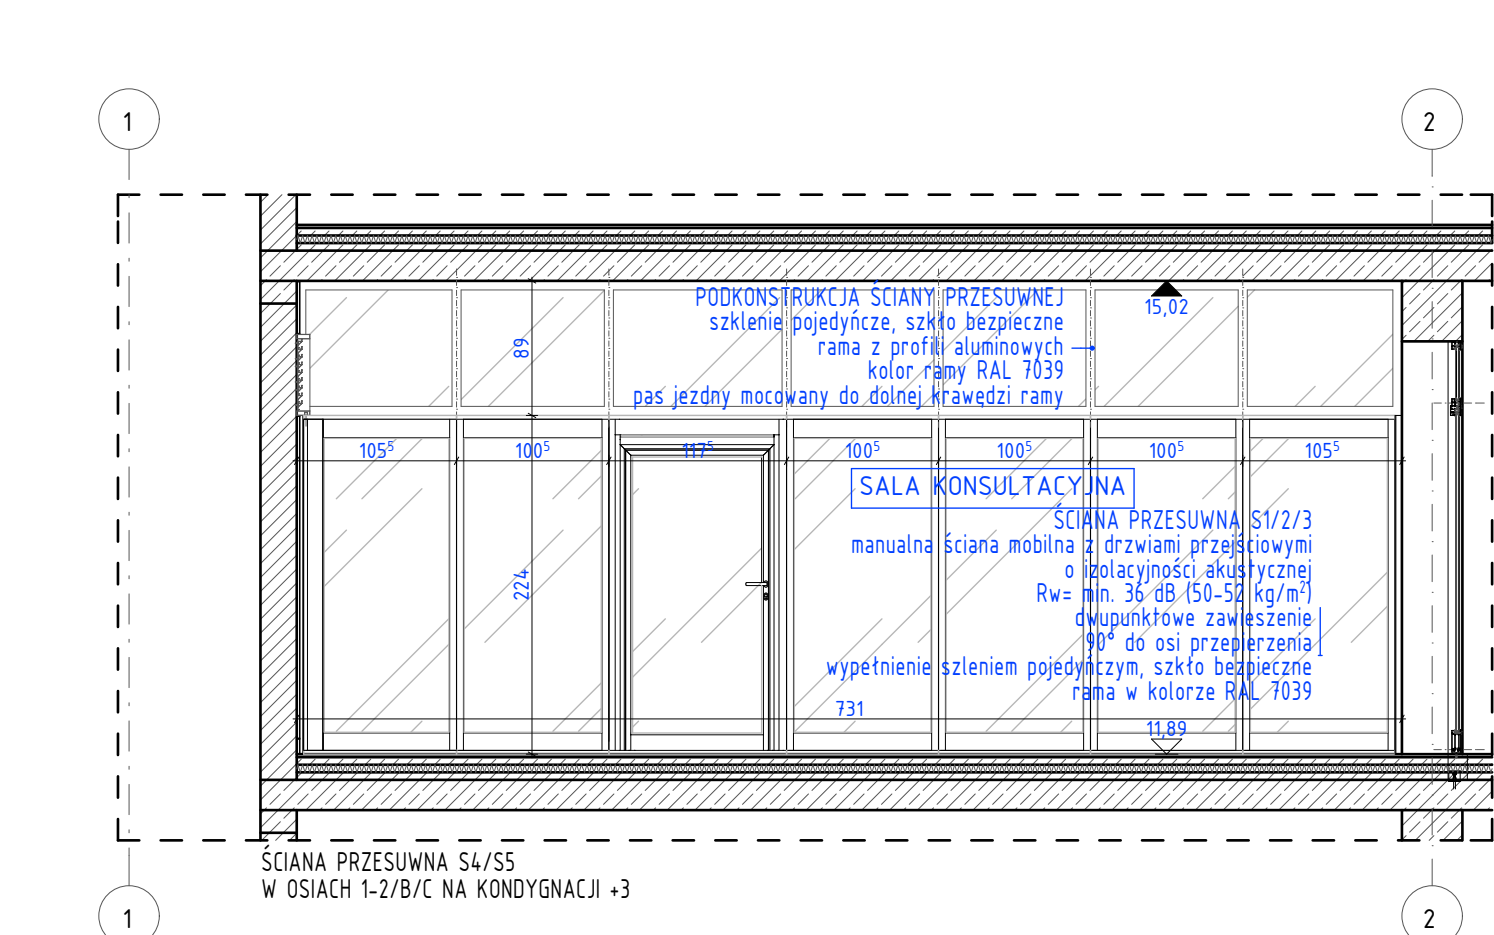 1
2
PODKONSTRUKCJA ŚCIANY PRZESUWNEJ
szklenie pojedyńcze, szkło bezpieczne
rama z profili aluminowych
kolor ramy RAL 7039
pas jezdny mocowany do dolnej krawędzi ramy
15,02
89
105⁵
100⁵
117⁵
100⁵
100⁵
100⁵
105⁵
SALA KONSULTACYJNA
ŚCIANA PRZESUWNA S1/2/3
manualna ściana mobilna z drzwiami przejściowymi
o izolacyjności akustycznej
Rw= min. 36 dB (50-52 kg/m²)
dwupunktowe zawieszenie
90° do osi przepierzenia
wypełnienie szleniem pojedyńczym, szkło bezpieczne
rama w kolorze RAL 7039
224
731
11,89
ŚCIANA PRZESUWNA S4/S5
W OSIACH 1-2/B/C NA KONDYGNACJI +3
1
2